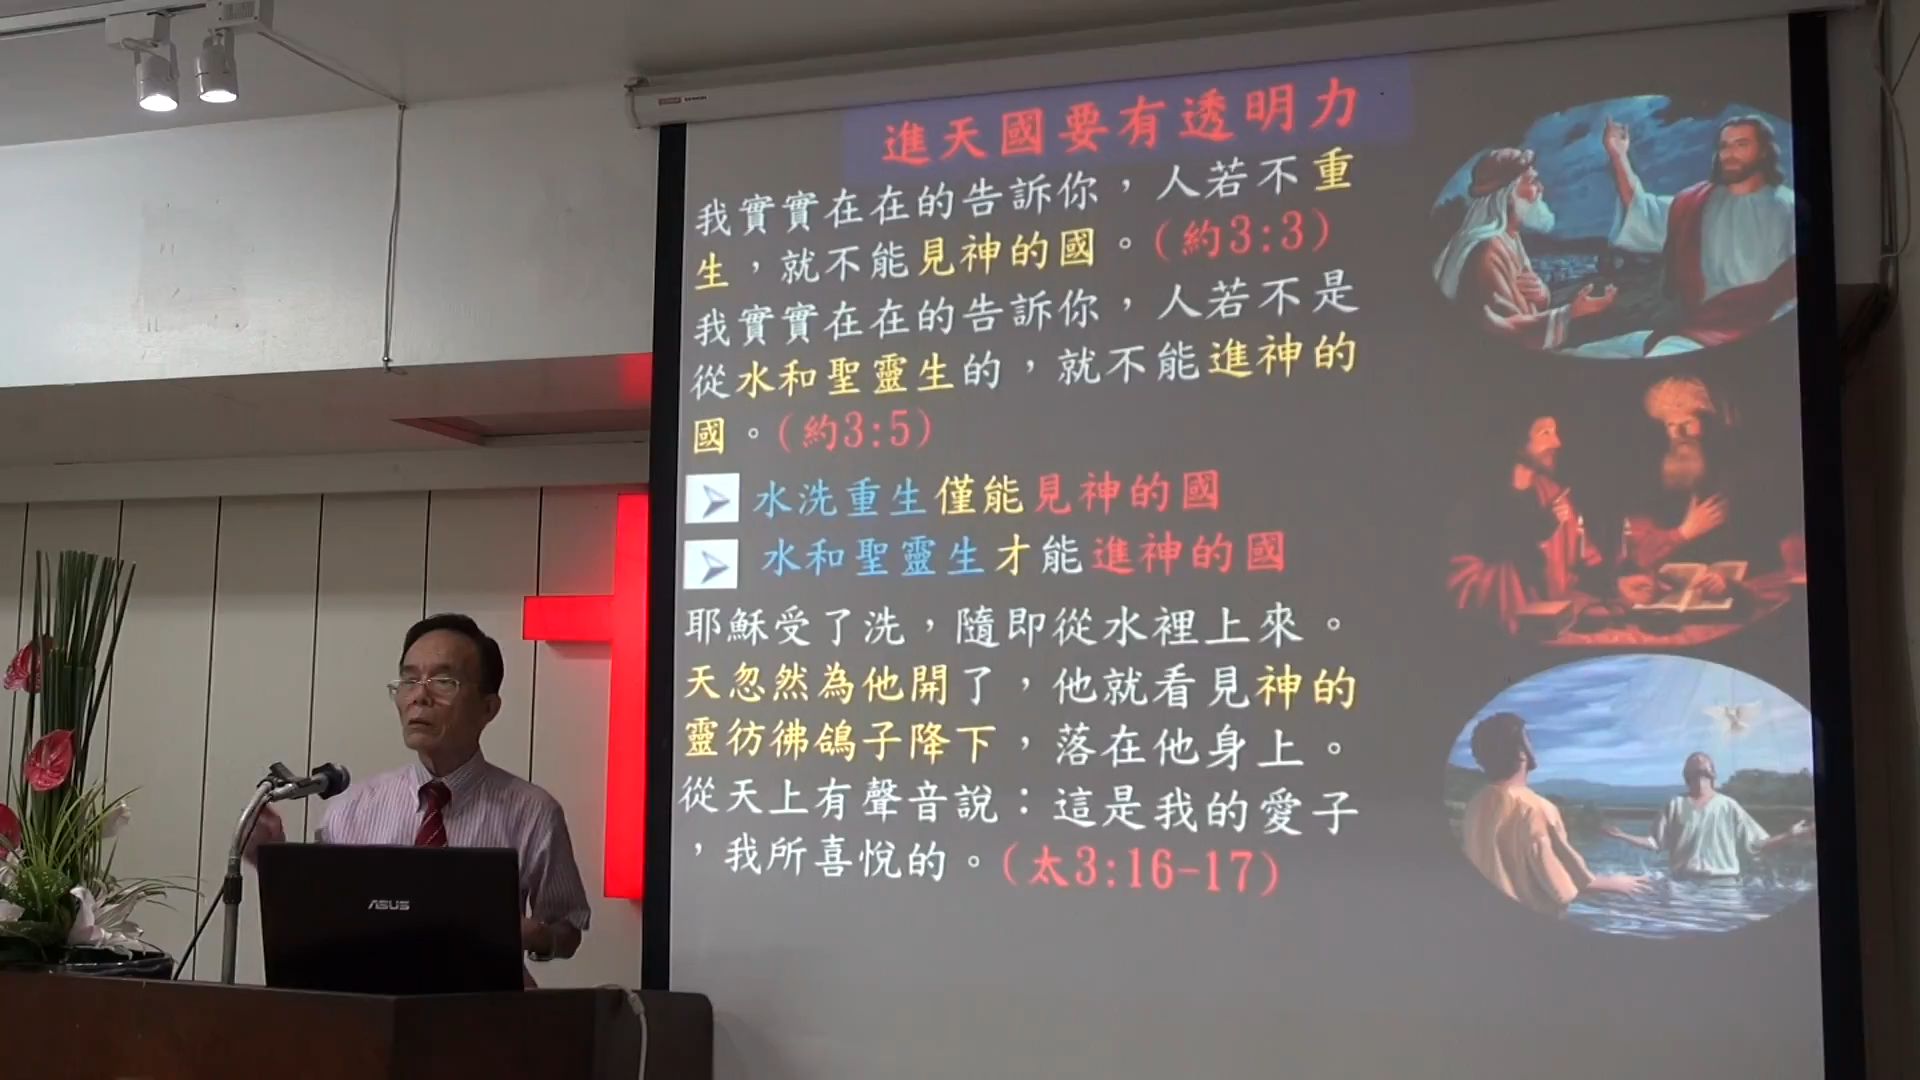 進天國要有透明力
我實實在在的告訴你，人若不重
生，就不能見神的國。(約3:3)
我實實在在的告訴你，人若不是
從水和聖靈生的，就不能進神的
國。(約3:5)
水洗重生僅能見神的國
水和聖靈生才能進神的國
耶穌受了洗，隨即從水裡上來。
天忽然為他開了，他就看見神的
靈彷彿鴿子降下，落在他身上。
從天上有聲音說：這是我的愛子
，我所喜悅的。(太3:16-17)
ASUS